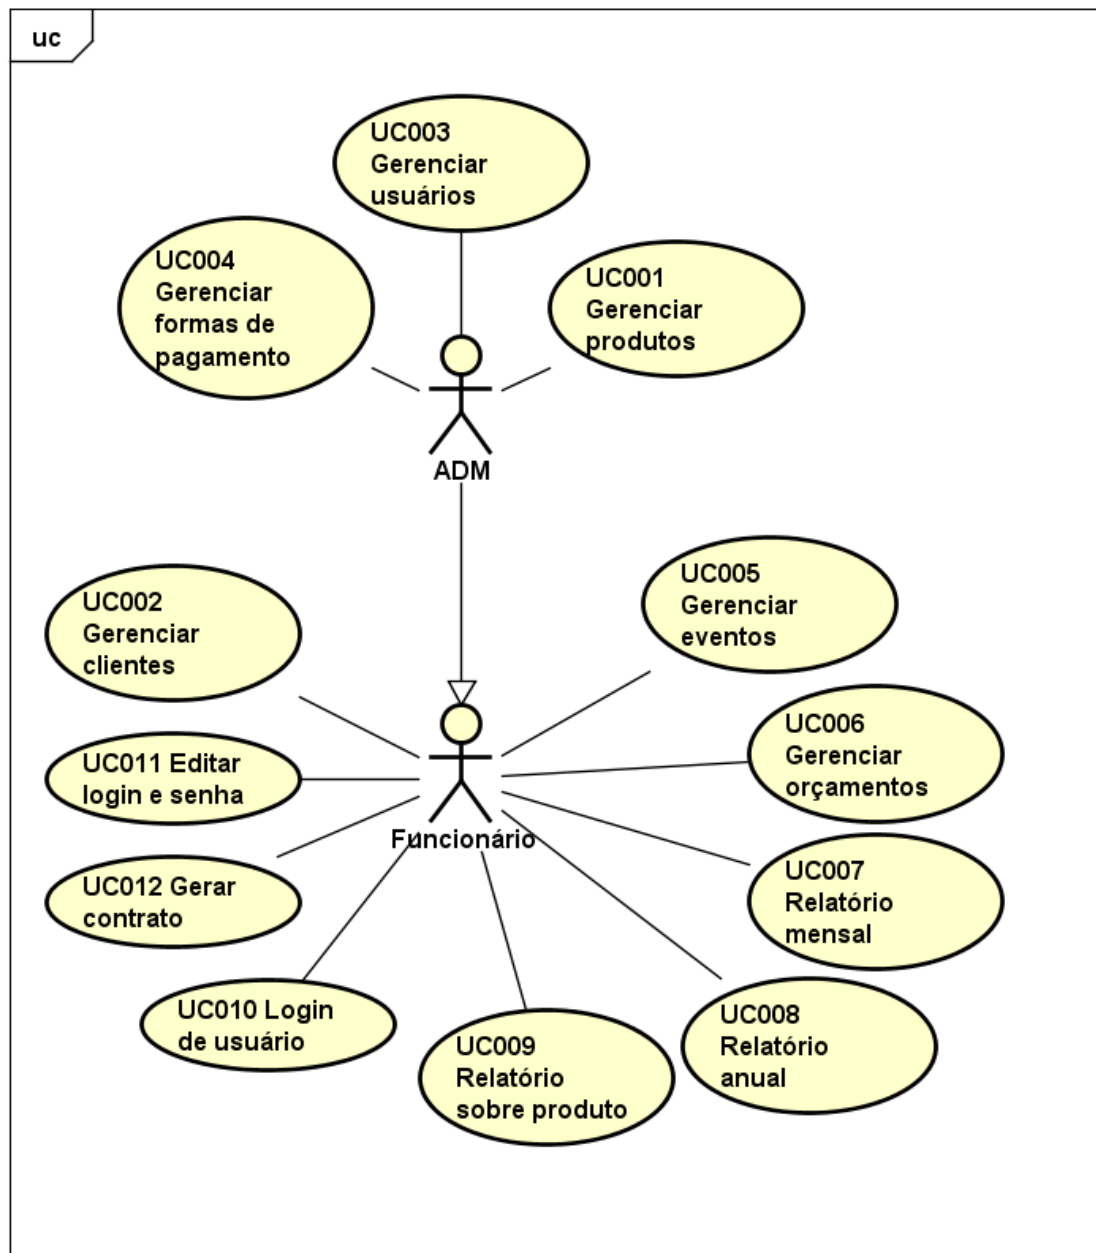 uc
UC003
Gerenciar
usuários
UC004
Gerenciar
formas de
pagamento
UC001
Gerenciar
produtos
ADM
UC002
Gerenciar
clientes
UC005
Gerenciar
eventos
UC011 Editar
login e senha
UC006
Gerenciar
orçamentos
Funcionário
UC012 Gerar
contrato
UC007
Relatório
mensal
UC010 Login
de usuário
UC009
Relatório
sobre produto
UC008
Relatório
anual